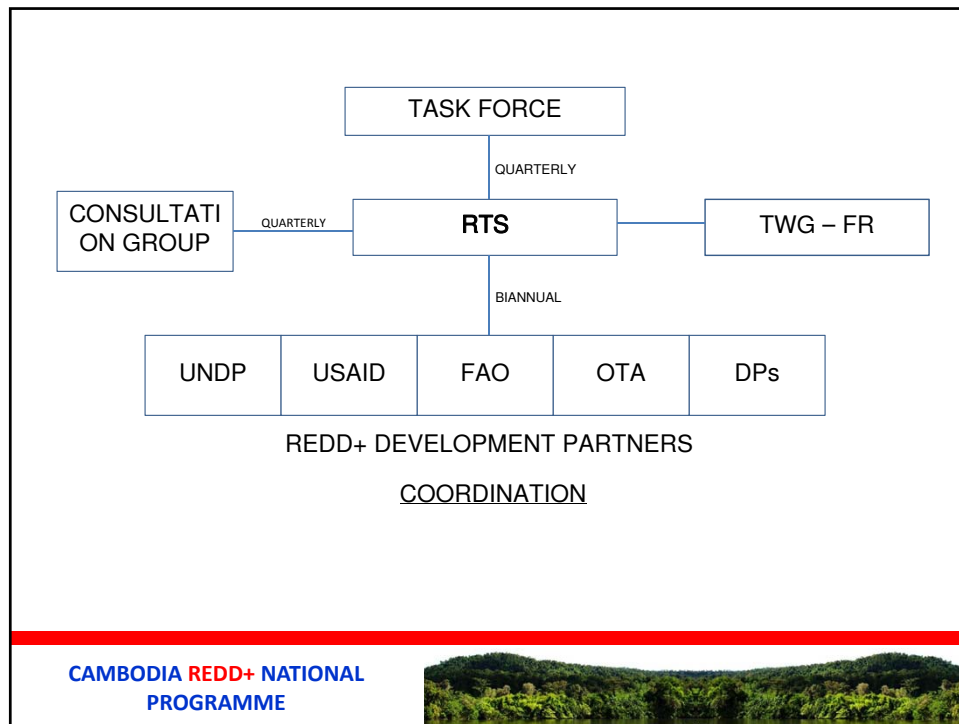 TASK FORCE
QUARTERLY
CONSULTATI
ON GROUP
QUARTERLY
RTS
TWG – FR
BIANNUAL
UNDP USAID FAO OTA DPs
REDD+ DEVELOPMENT PARTNERS
COORDINATION
CAMBODIA REDD+ NATIONAL
PROGRAMME